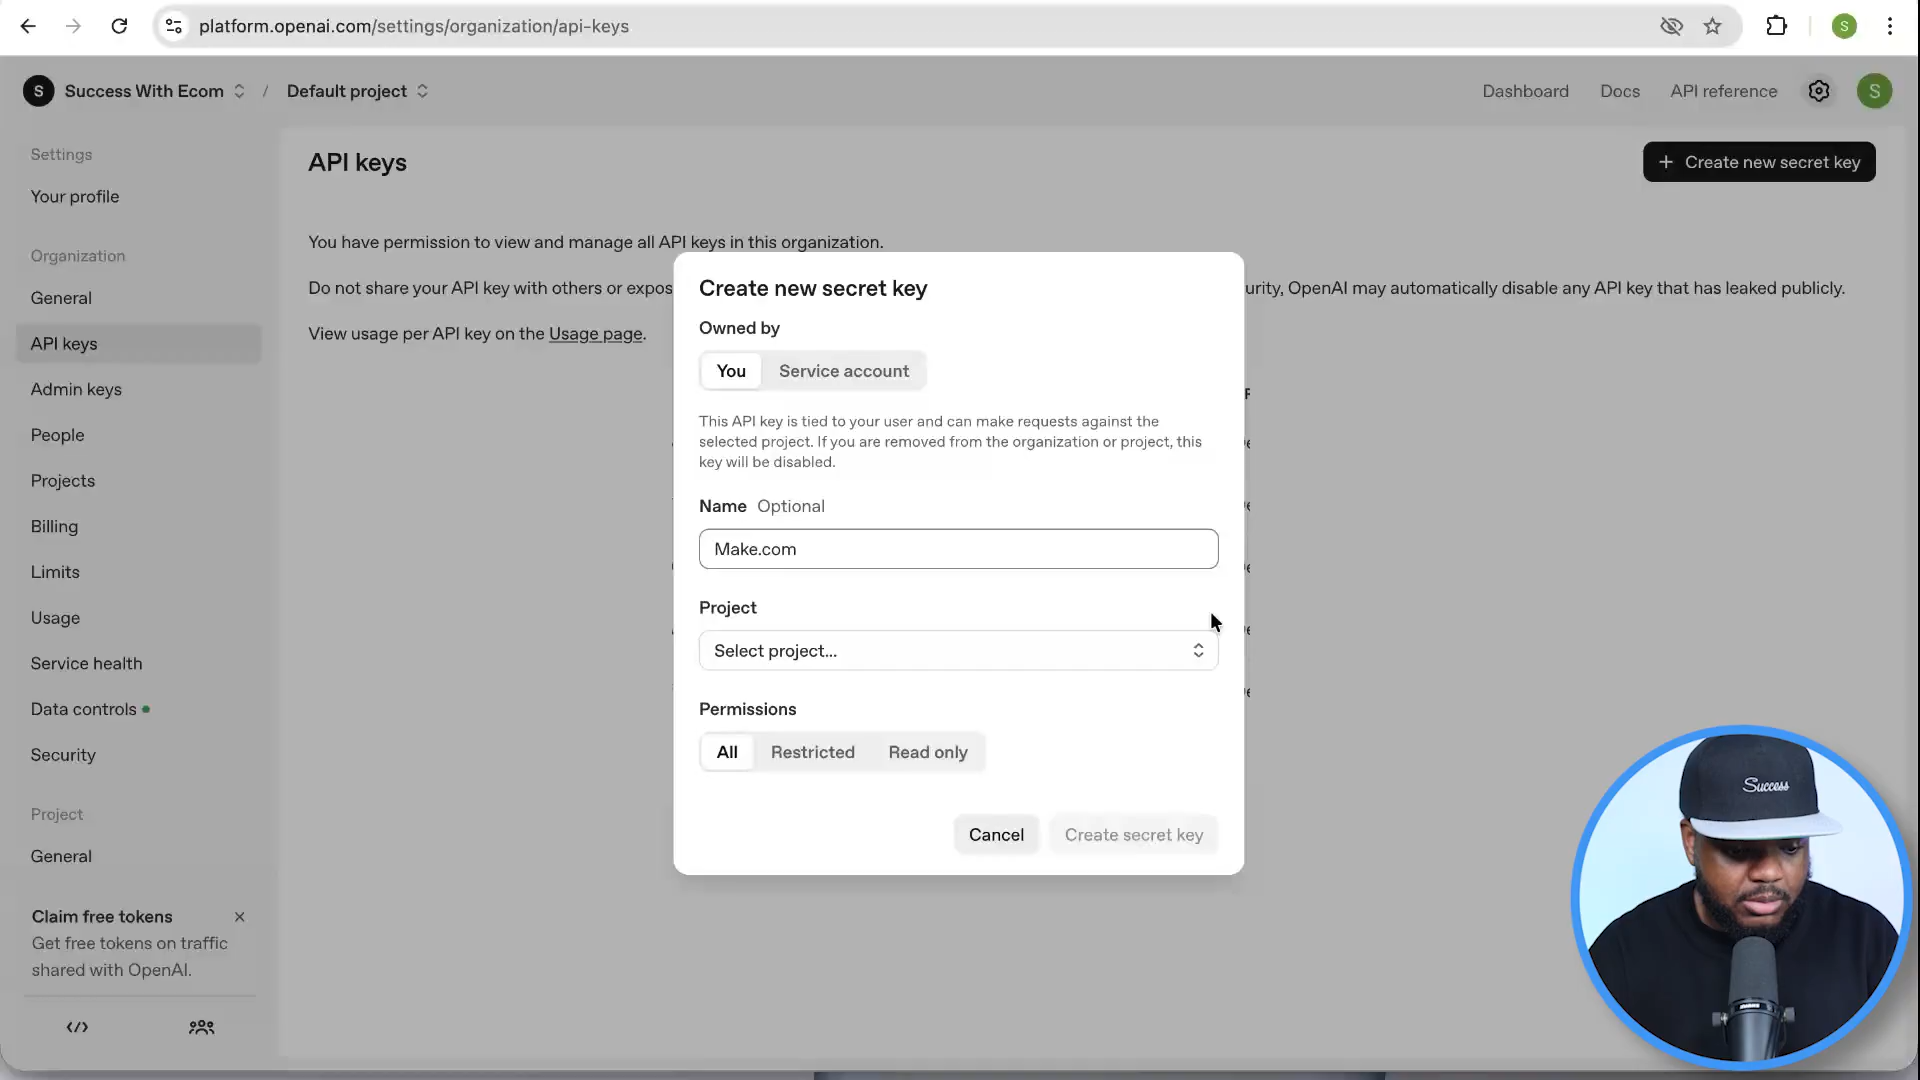 platform.openai.com/settings/organization/api-keys
S
S
Success With Ecom
/
Default project
Dashboard
Docs
API reference
S
Settings
Your profile
Organization
General
API keys
Admin keys
People
Projects
Billing
Limits
Usage
Service health
Data controls
Security
Project
General
Claim free tokens
Get free tokens on traffic
shared with OpenAI.
API keys
+ Create new secret key
You have permission to view and manage all API keys in this organization.
Do not share your API key with others or expos
urity, OpenAI may automatically disable any API key that has leaked publicly.
View usage per API key on the Usage page.
Create new secret key
Owned by
You
Service account
This API key is tied to your user and can make requests against the
selected project. If you are removed from the organization or project, this
key will be disabled.
Name Optional
Make.com
Project
Select project...
Permissions
All
Restricted
Read only
Cancel
Create secret key
Success